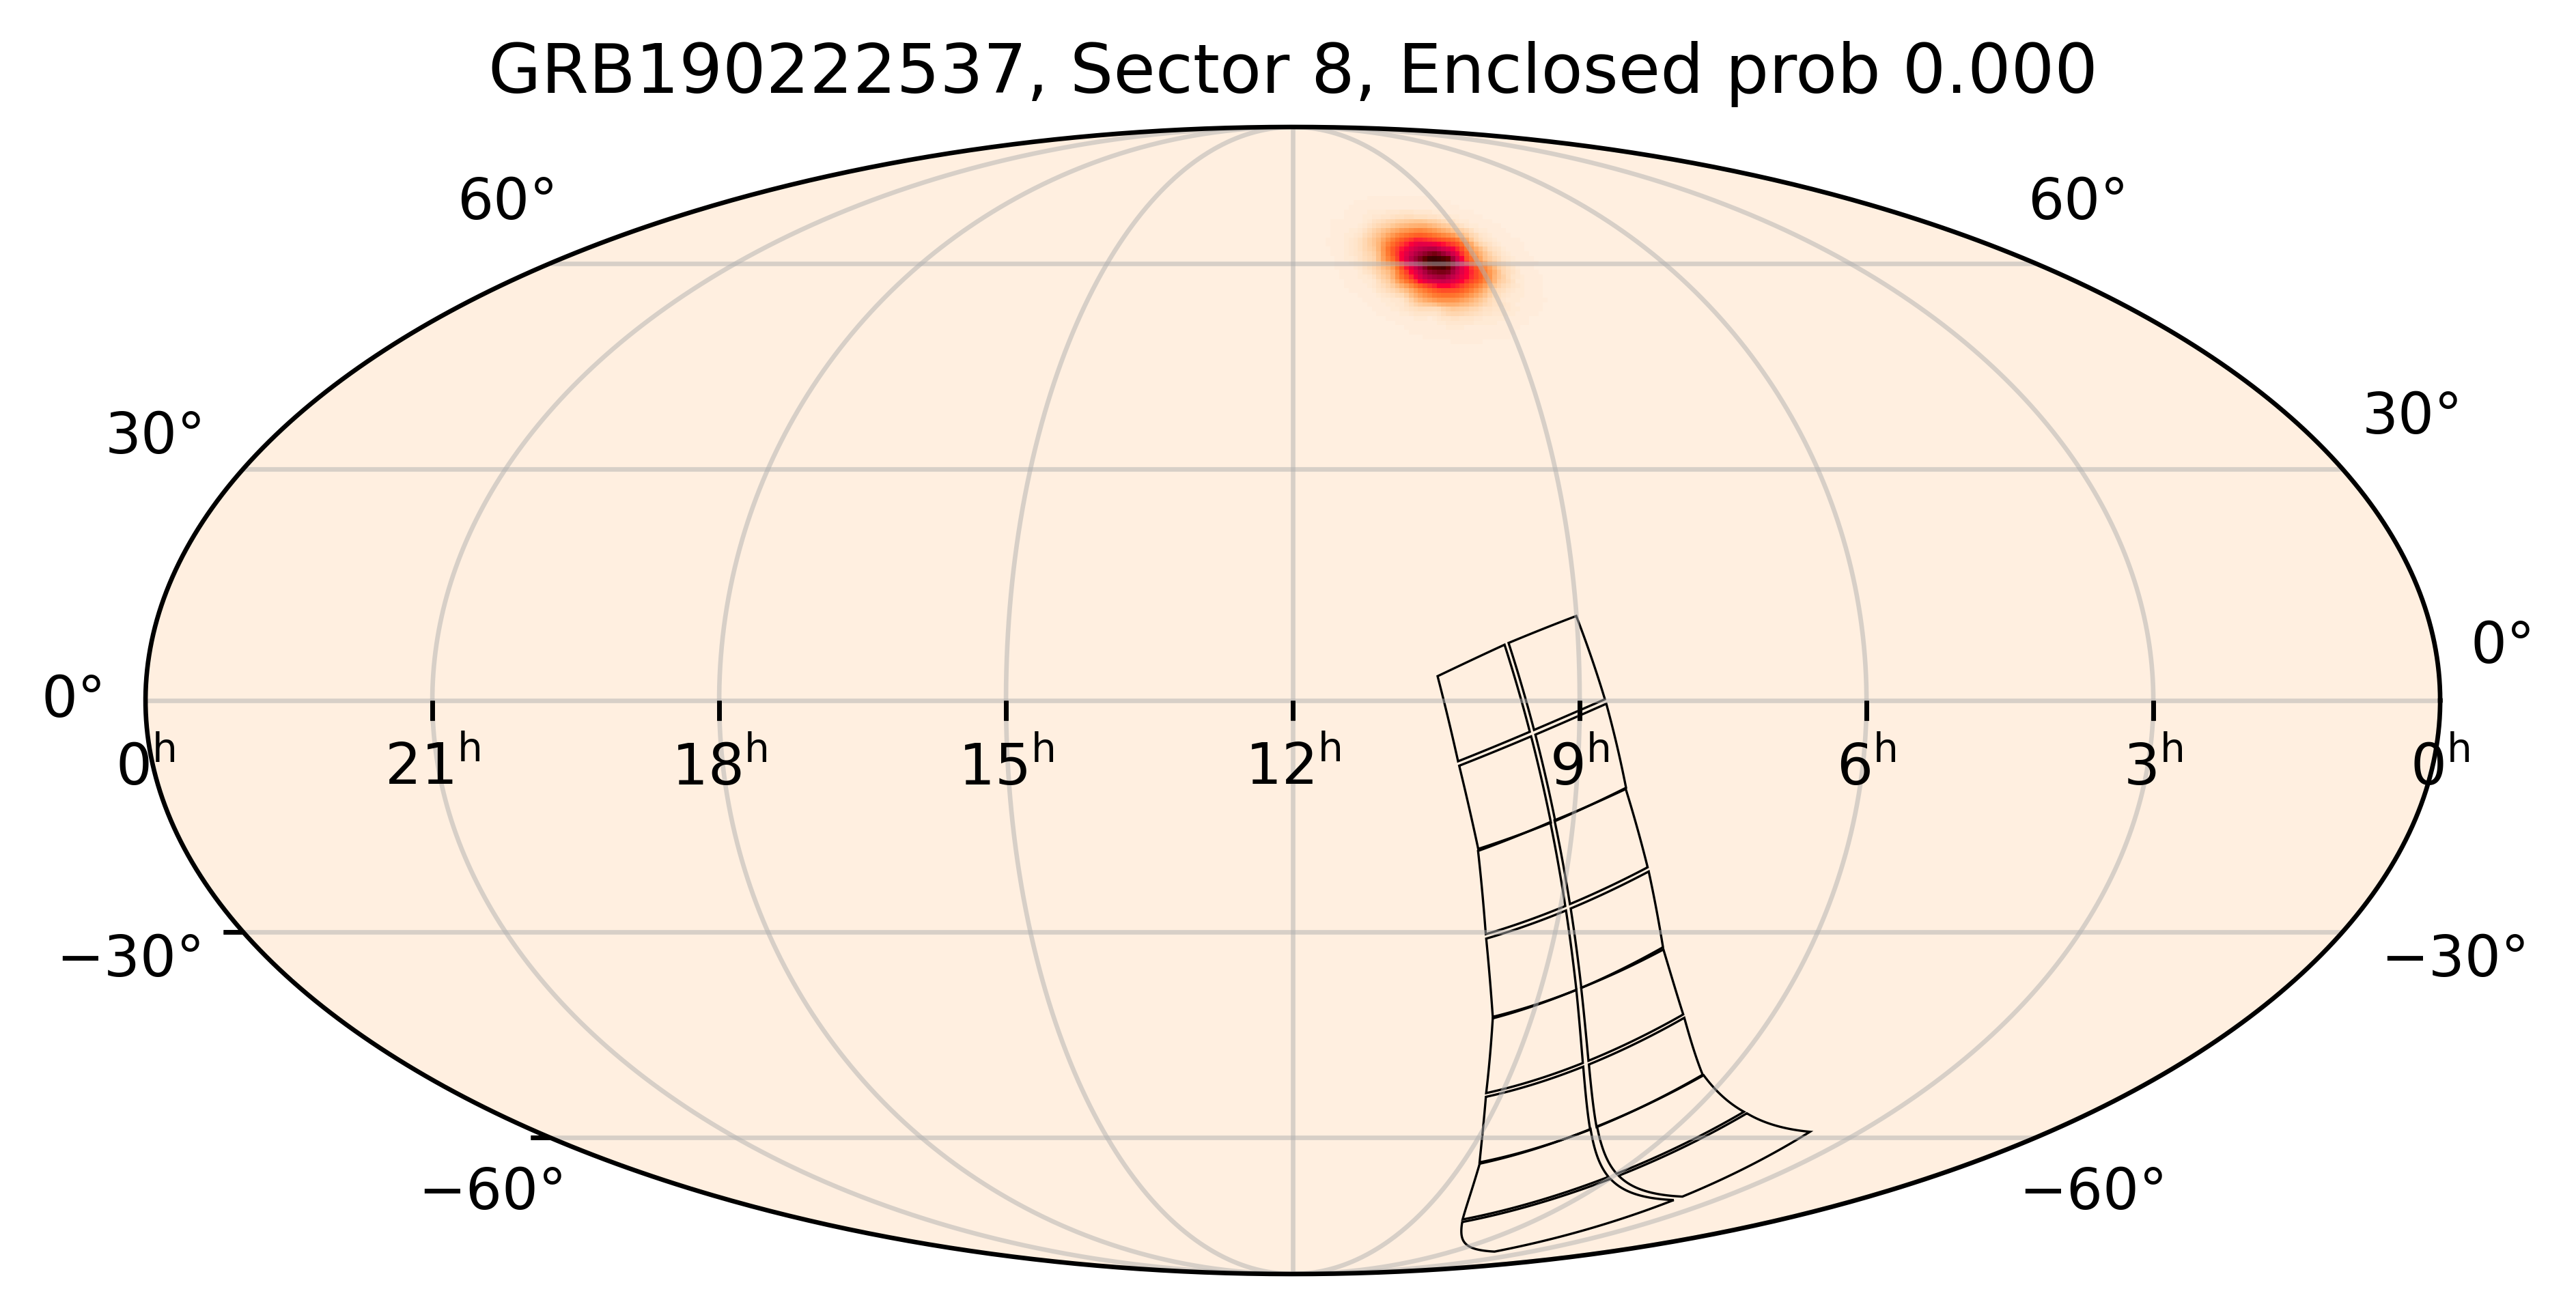 GRB190222537, Sector 8, Enclosed prob 0.000
60° 60°
30° 30°
0° 0°
0h 21h 18h 15h 12h 9h 6h 3h 0h
−30° −30°
−60° −60°